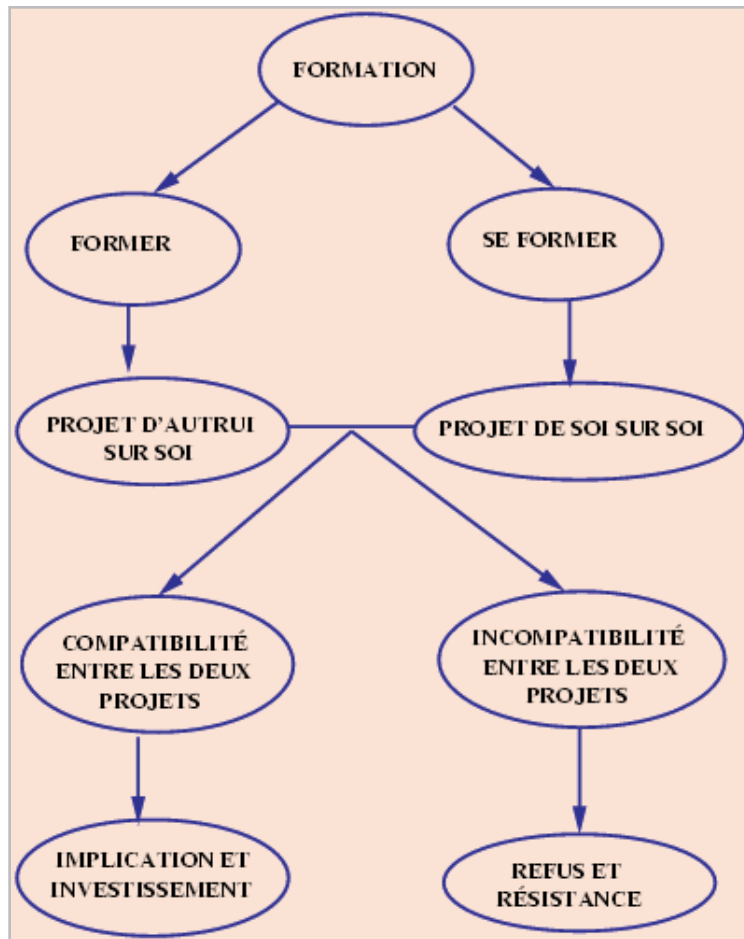 FORMATION
FORMER
SE FORMER
PROJET D'AUTRUI
SUR SOI
PROJET DE SOI SUR SOI
COMPATIBILITÉ
ENTRE LES DEUX
PROJETS
INCOMPATIBILITÉ
ENTRE LES DEUX
PROJETS
IMPLICATION ET
INVESTISSEMENT
REFUS ET
RÉSISTANCE